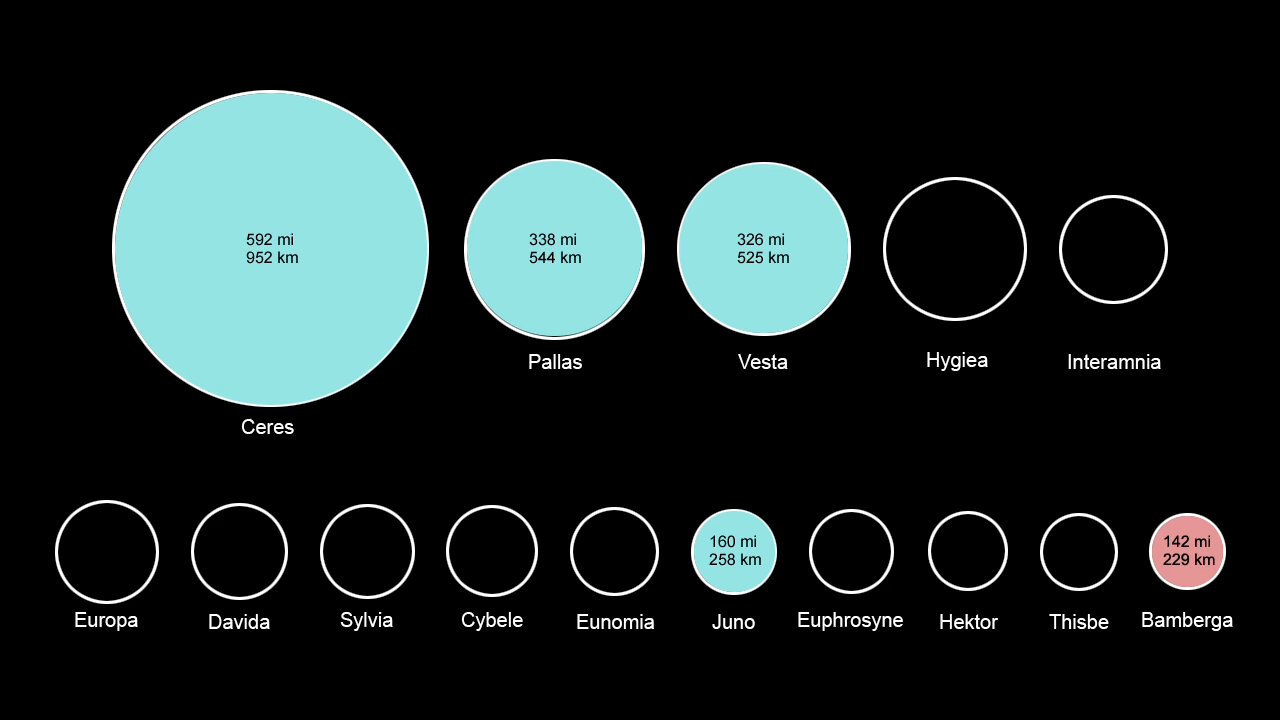 592 mi
952 km
338 mi
544 km
326 mi
525 km
Pallas
Vesta
Hygiea
Interamnia
Ceres
160 mi
258 km
142 mi
229 km
Europa
Davida
Sylvia
Cybele
Eunomia
Juno
Euphrosyne
Hektor
Thisbe
Bamberga